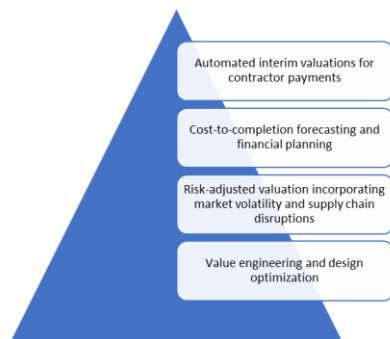 Automated interim valuations for
contractor payments
Cost-to-completion forecasting and
financial planning
Risk-adjusted valuation incorporating
market volatility and supply chain
disruptions
Value engineering and design
optimization